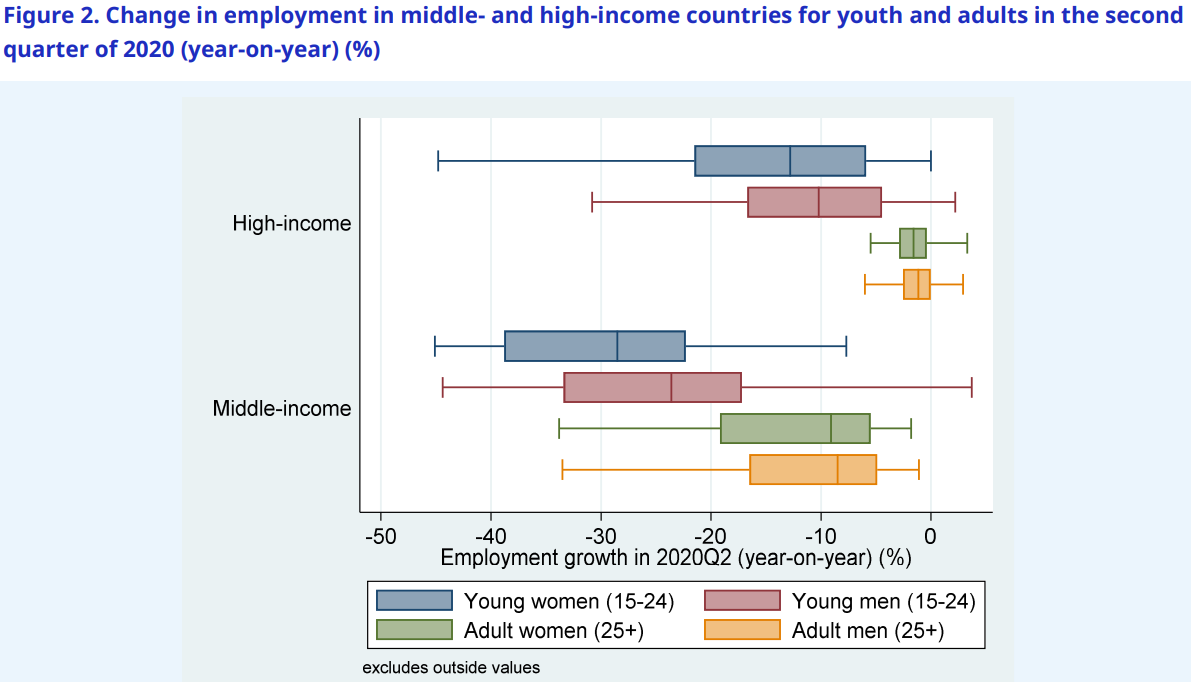 Figure 2. Change in employment in middle- and high-income countries for youth and adults in the second
quarter of 2020 (year-on-year) (%)
High-income
Middle-income
-50 -40 -30 -20 -10 0
Employment growth in 2020Q2 (year-on-year) (%)
Young women (15-24) Young men (15-24)
Adult women (25+) Adult men (25+)
excludes outside values